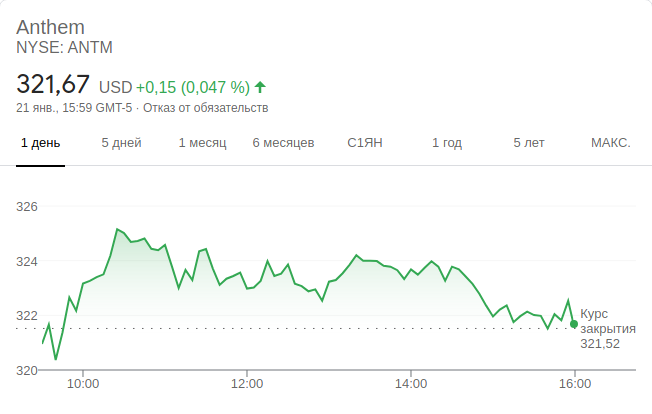 Anthem
NYSE: ANTM
321,67 USD +0,15 (0,047 %)
21 янв., 15:59 GMT-5 · Отказ от обязательств
1 день 5 дней 1 месяц 6 месяцев С1ЯН 1 год 5 лет МАКС.
326
324
322
320
Курс
закрытия
321,52
10:00 12:00 14:00 16:00